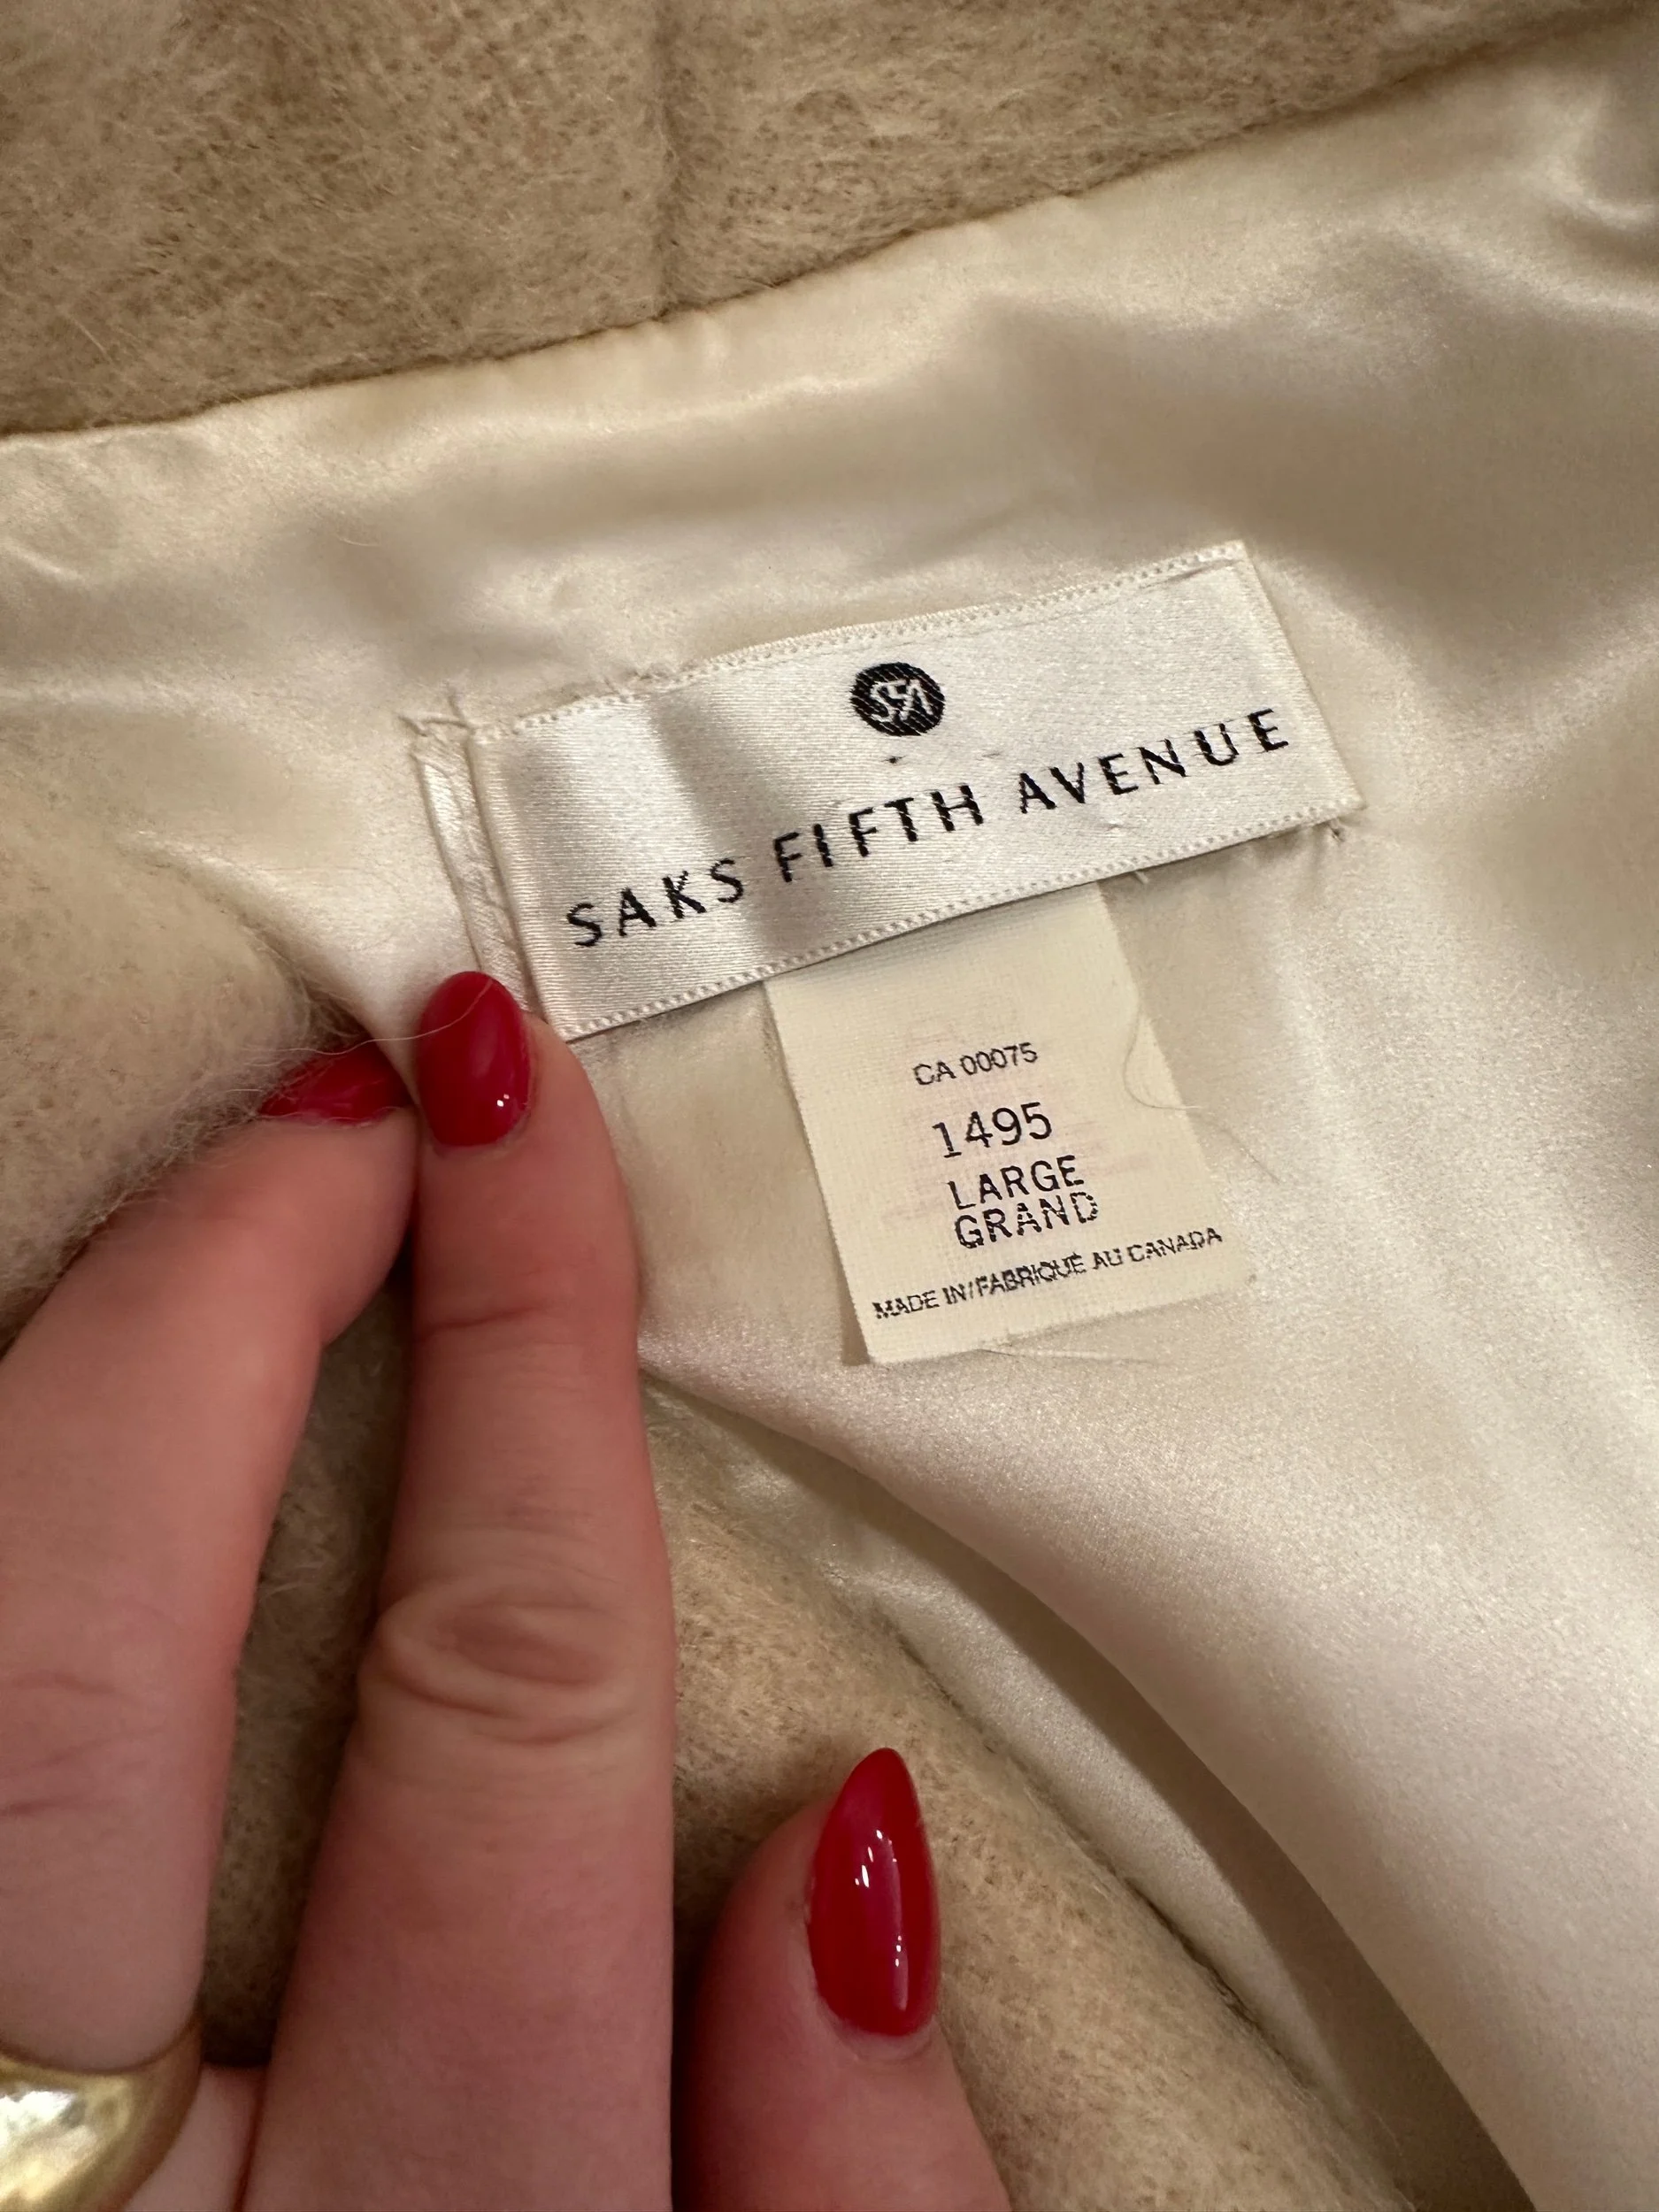 SFA
SAKS FIFTH AVENUE
CA 00075
1495
LARGE
GRAND
MADE IN/FABRIQUÉ AU CANADA